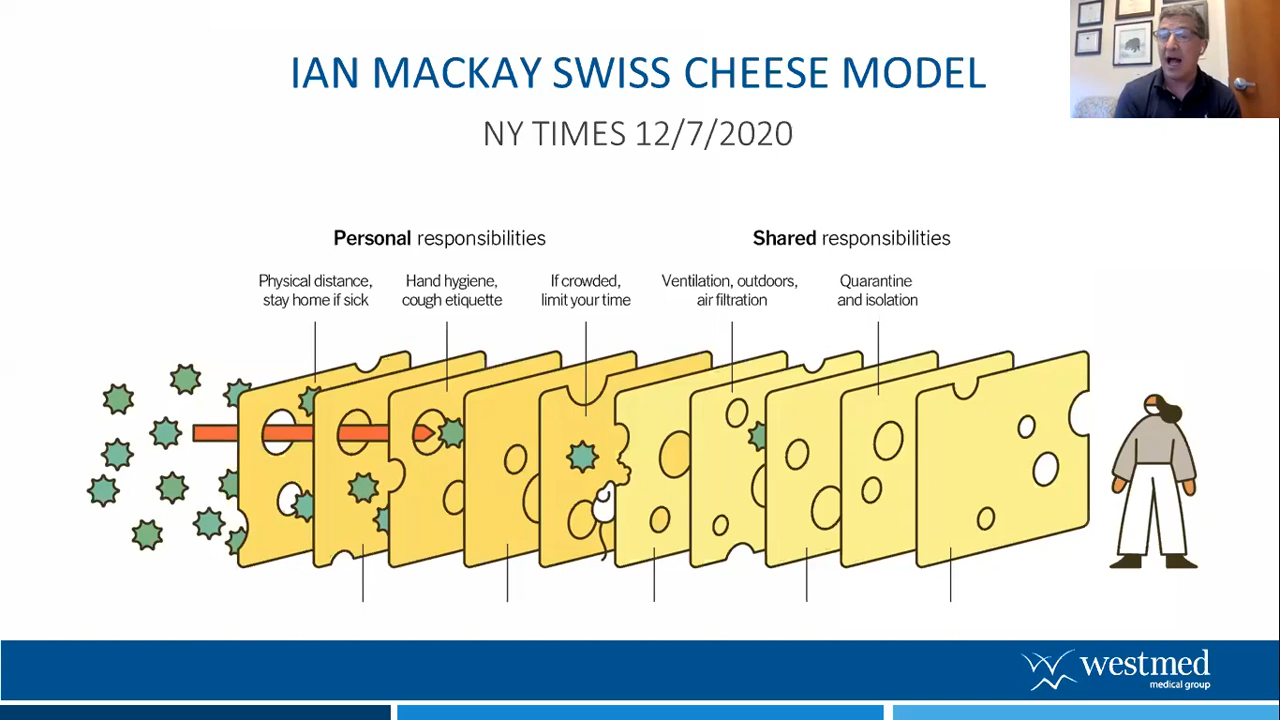 IAN MACKAY SWISS CHEESE MODEL
NY TIMES 12/7/2020
Personal responsibilities
Shared responsibilities
Physical distance,
stay home if sick
Hand hygiene,
cough etiquette
If crowded,
limit your time
Ventilation, outdoors,
air filtration
Quarantine
and isolation
westmed
medical group